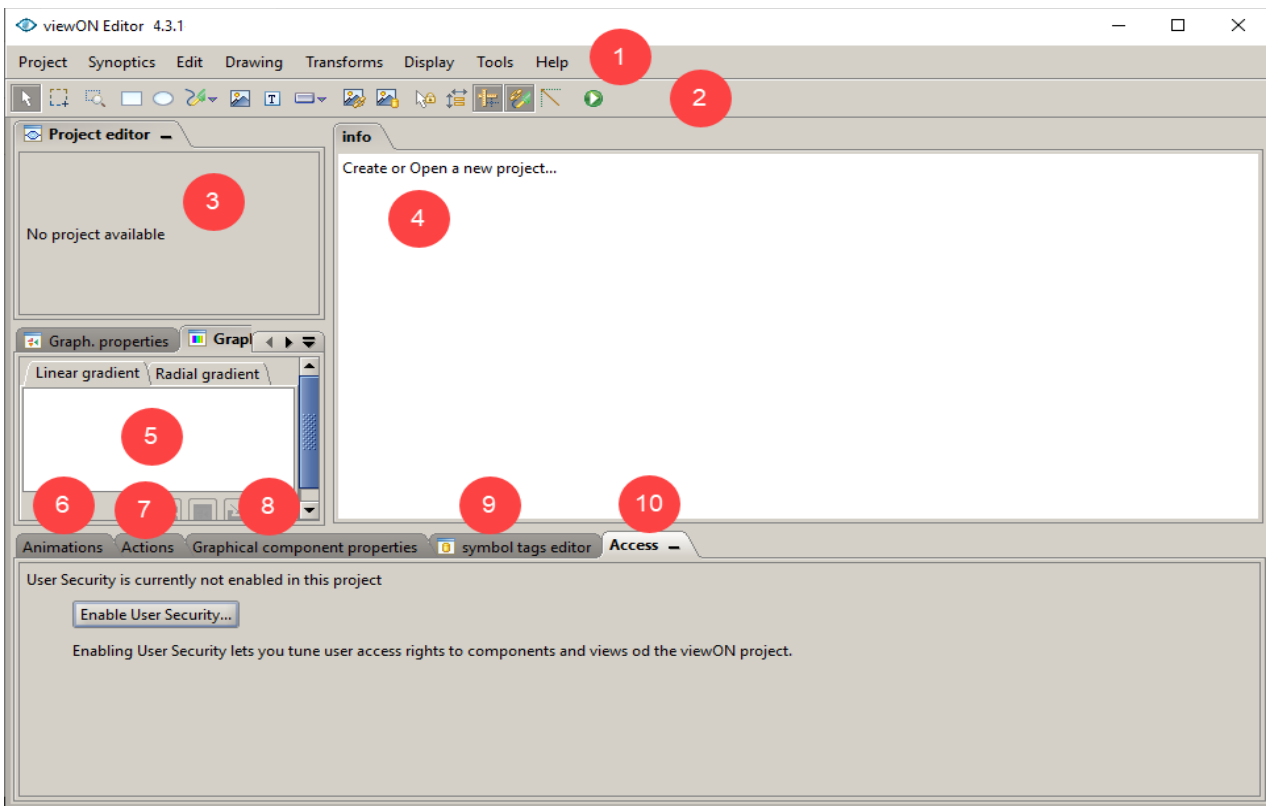 viewON Editor 4.3.1
Project Synoptics Edit Drawing Transforms Display Tools Help
1
2
T
Project editor
info
Create or Open a new project...
3
4
No project available
Graph. properties
Linear gradient Radial gradient
5
6
7
8
9
10
Animations Actions Graphical component properties symbol tags editor Access
User Security is currently not enabled in this project
Enable User Security...
Enabling User Security lets you tune user access rights to components and views od the viewON project.